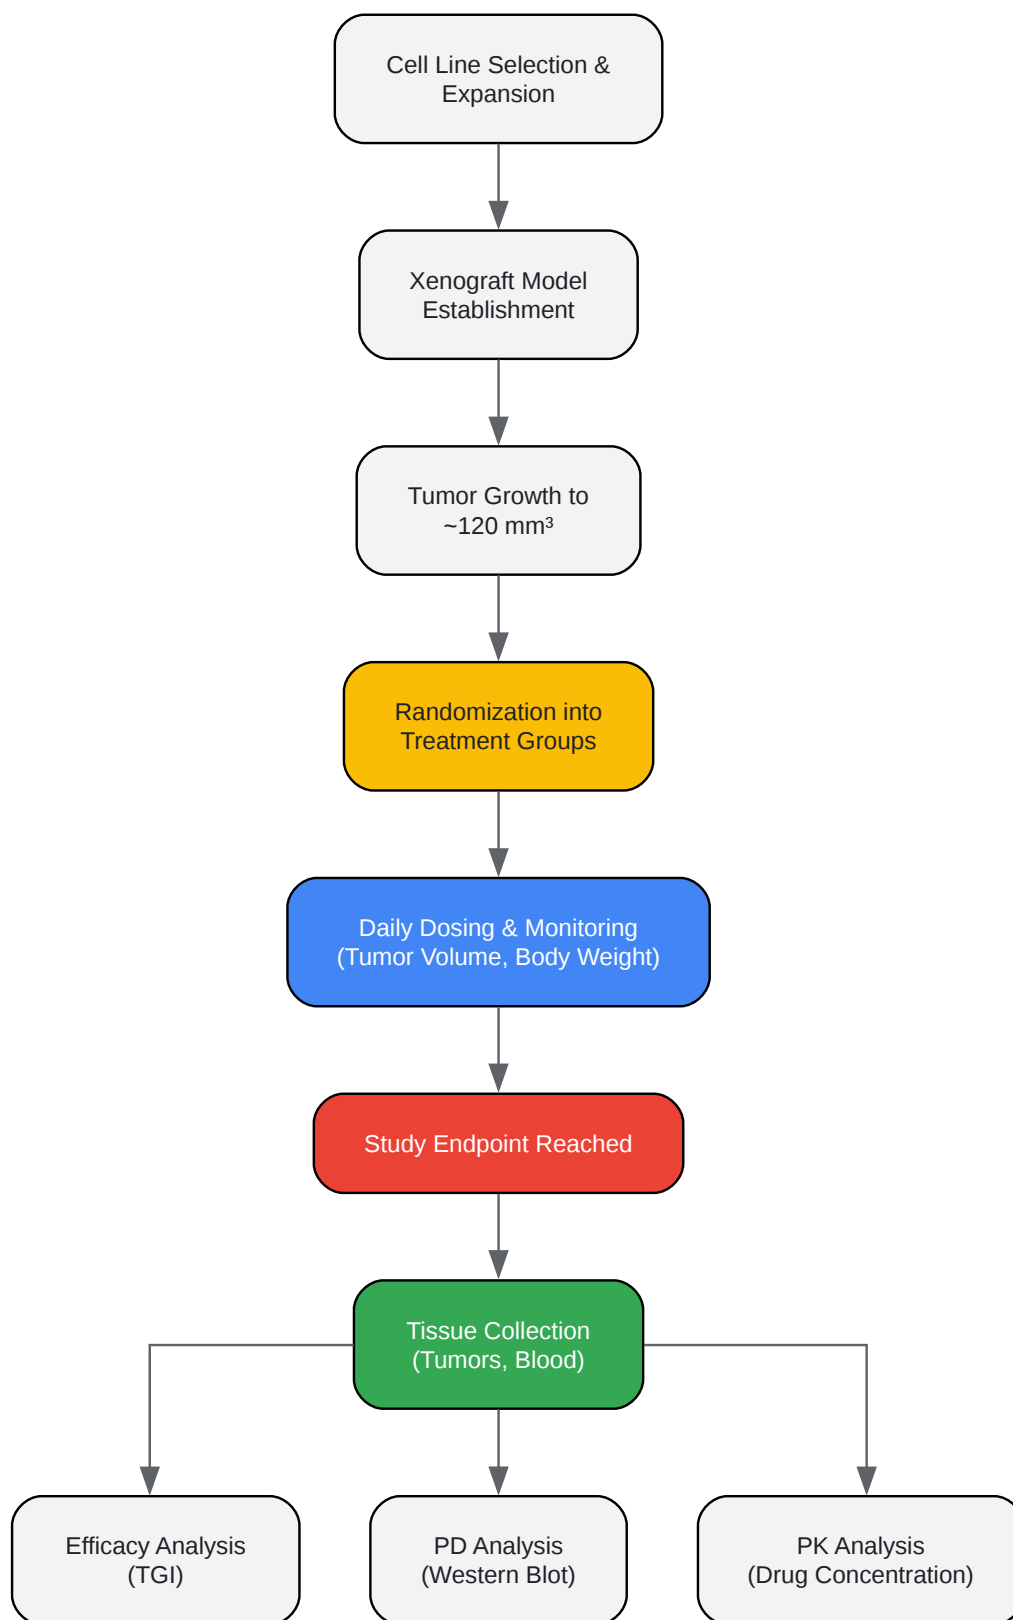 Cell Line Selection &
Expansion
Xenograft Model
Establishment
Tumor Growth to
~120 mm³
Randomization into
Treatment Groups
Daily Dosing & Monitoring
(Tumor Volume, Body Weight)
Study Endpoint Reached
Tissue Collection
(Tumors, Blood)
Efficacy Analysis
(TGI)
PD Analysis
(Western Blot)
PK Analysis
(Drug Concentration)